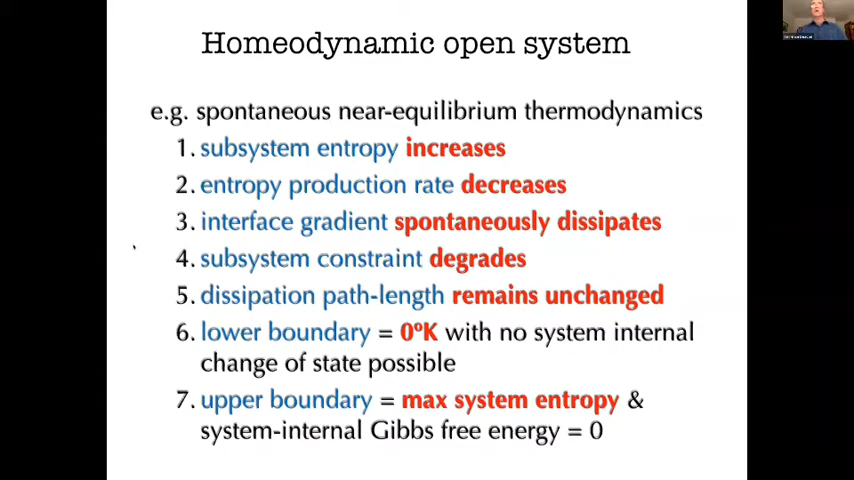 Homeodynamic open system
e.g. spontaneous near-equilibrium thermodynamics
1. subsystem entropy increases
2. entropy production rate decreases
3. interface gradient spontaneously dissipates
4. subsystem constraint degrades
5. dissipation path-length remains unchanged
6. lower boundary = 0ºK with no system internal
change of state possible
7. upper boundary = max system entropy &
system-internal Gibbs free energy = 0